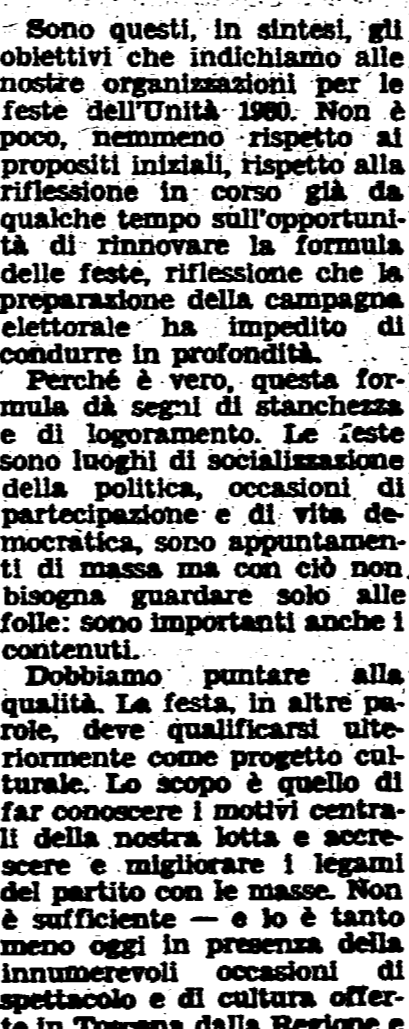 Sono questi, in sintesi, gli
obiettivi che indichiamo alle
nostre organizzazioni per le
feste dell'Unità 1980. Non è
poco, nemmeno rispetto ai
propositi iniziali, rispetto alla
riflessione in corso già da
qualche tempo sull'opportuni-
tà di rinnovare la formula
delle feste, riflessione che la
preparazione della campagna
elettorale ha impedito di
condurre in profondità.
Perché è vero, questa for-
mula dà segni di stanchezza
e di logoramento. Le feste
sono luoghi di socializzazione
della politica, occasioni di
partecipazione e di vita de-
mocratica, sono appuntamen-
ti di massa ma con ciò non
bisogna guardare solo alle
folle: sono importanti anche i
contenuti.
Dobbiamo puntare alla
qualità. La festa, in altre pa-
role, deve qualificarsi ulte-
riormente come progetto cul-
turale. Lo scopo è quello di
far conoscere i motivi centra-
li della nostra lotta e accre-
scere e migliorare i legami
del partito con le masse. Non
è sufficiente — e lo è tanto
meno oggi in presenza della
innumerevoli occasioni di
spettacolo e di cultura offer-
te in Toscana dalla Regione e